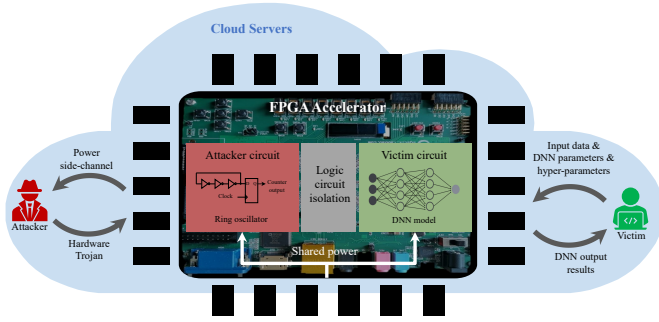 Cloud Servers
FPGA Accelerator
Power
side-channel
Attacker
Hardware
Trojan
Attacker circuit
Counter
output
Clock
Ring oscillator
Logic
circuit
isolation
Victim circuit
DNN model
Shared power
Input data &
DNN parameters &
hyper-parameters
Victim
DNN output
results